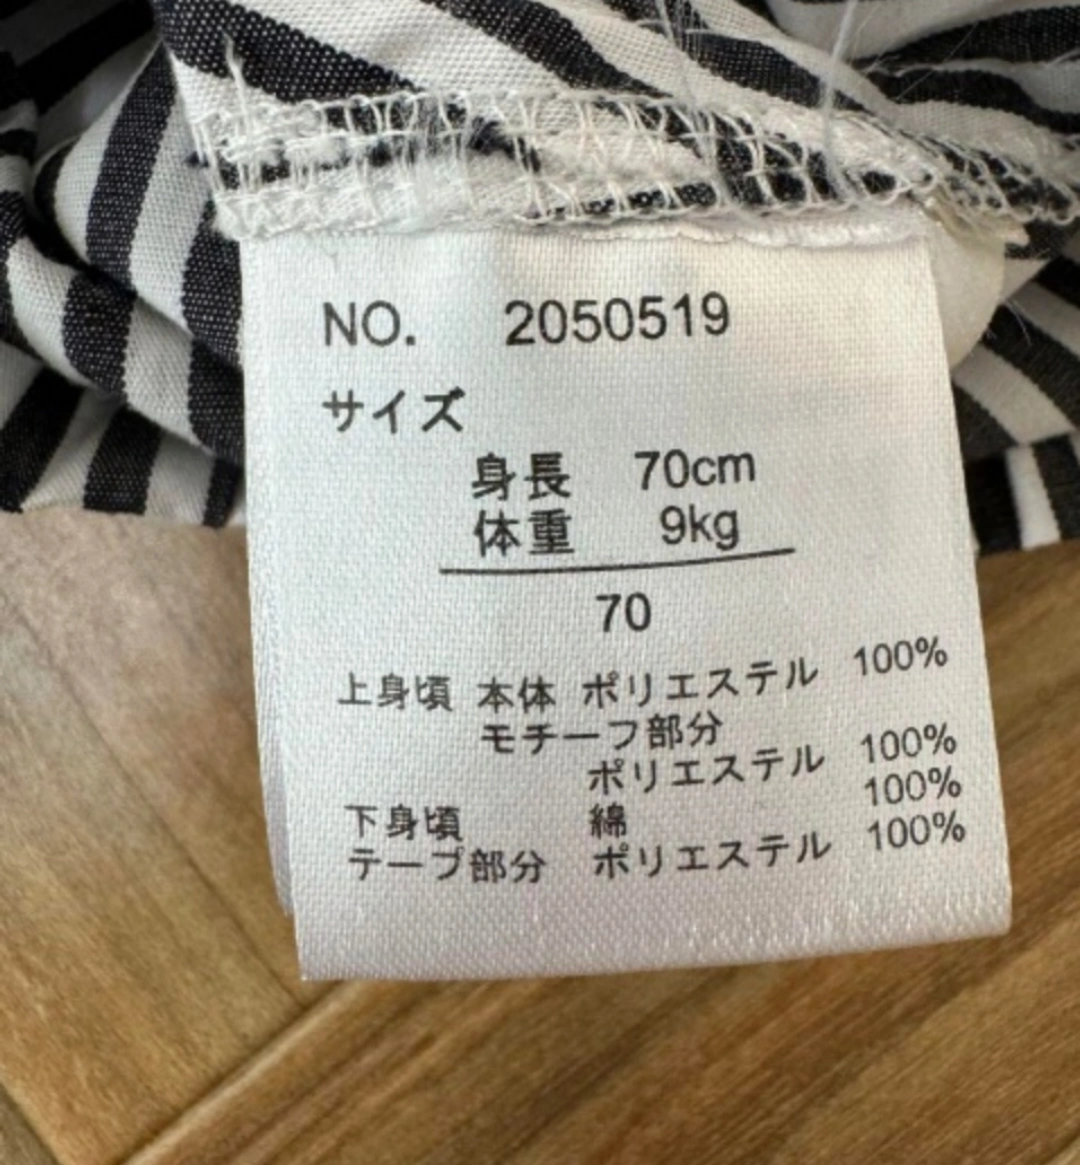 NO. 2050519
サイズ
身長 70cm
体重 9kg
70
上身頃 本体 ポリエステル 100%
モチーフ部分
ポリエステル 100%
下身頃 綿 100%
テープ部分 ポリエステル 100%